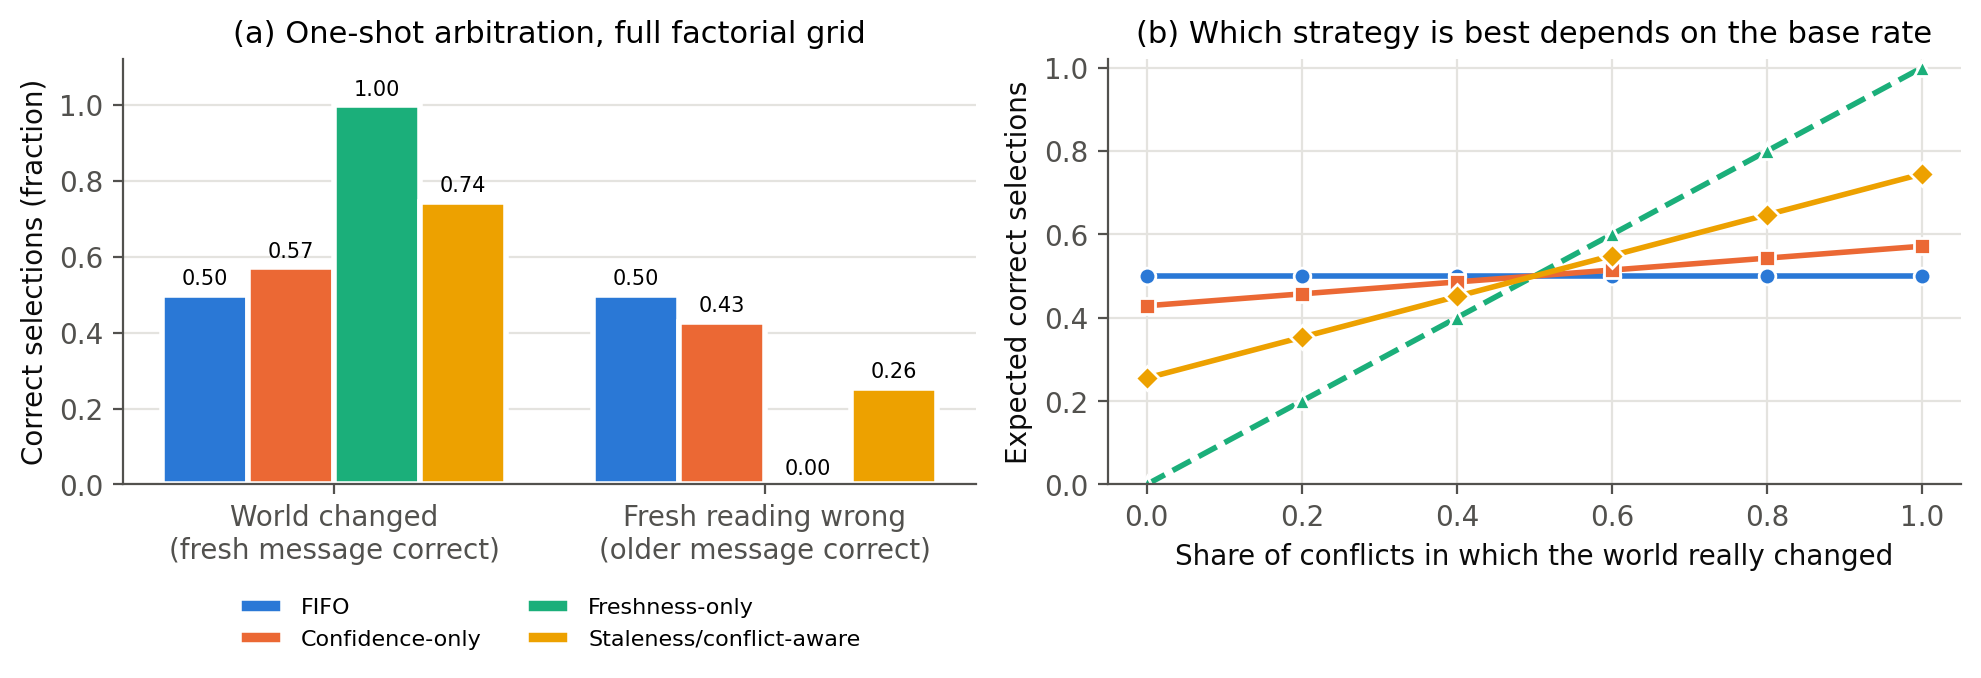 (a) One-shot arbitration, full factorial grid
Correct selections (fraction)
1.0
0.8
0.6
0.4
0.2
0.0
0.50
0.57
1.00
0.74
0.50
0.43
0.00
0.26
World changed
(fresh message correct)
Fresh reading wrong
(older message correct)
FIFO
Confidence-only
Freshness-only
Staleness/conflict-aware
(b) Which strategy is best depends on the base rate
Expected correct selections
1.0
0.8
0.6
0.4
0.2
0.0
0.0 0.2 0.4 0.6 0.8 1.0
Share of conflicts in which the world really changed